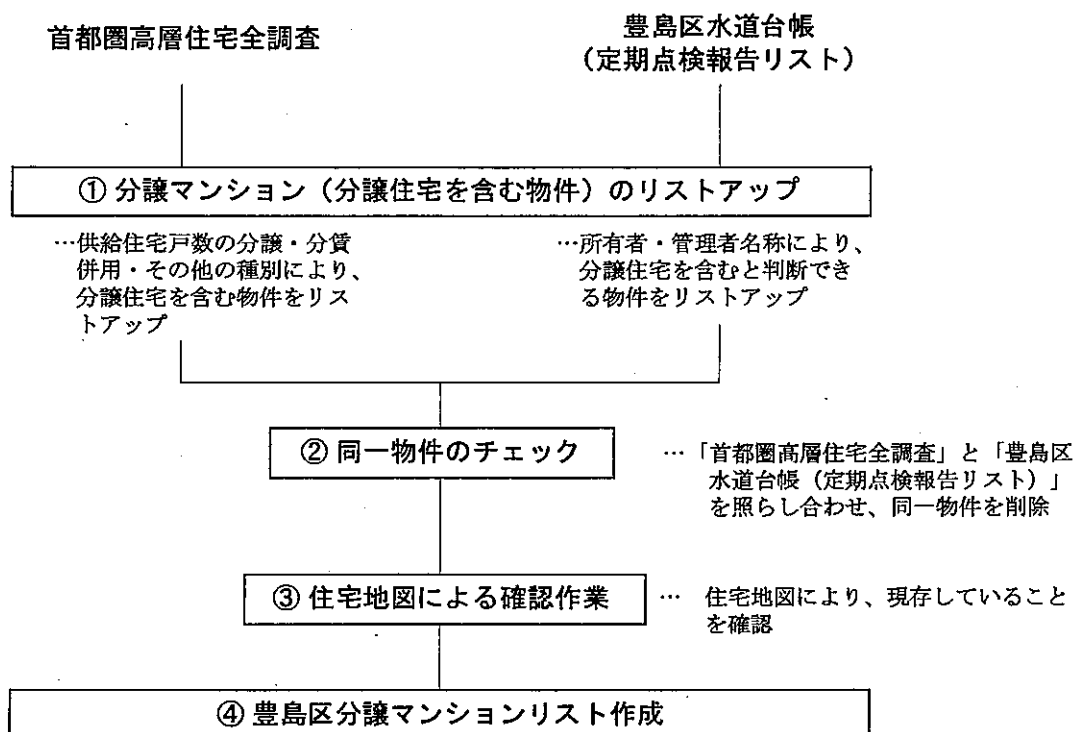 首都圏高層住宅全調査
豊島区水道台帳
(定期点検報告リスト)
① 分譲マンション(分譲住宅を含む物件)のリストアップ
…供給住宅戸数の分譲・分賃
併用・その他の種別により、
分譲住宅を含む物件をリス
トアップ
…所有者・管理者名称により、
分譲住宅を含むと判断でき
る物件をリストアップ
② 同一物件のチェック
…「首都圏高層住宅全調査」と「豊島区
水道台帳(定期点検報告リスト)」
を照らし合わせ、同一物件を削除
③ 住宅地図による確認作業
… 住宅地図により、現存していること
を確認
④ 豊島区分譲マンションリスト作成